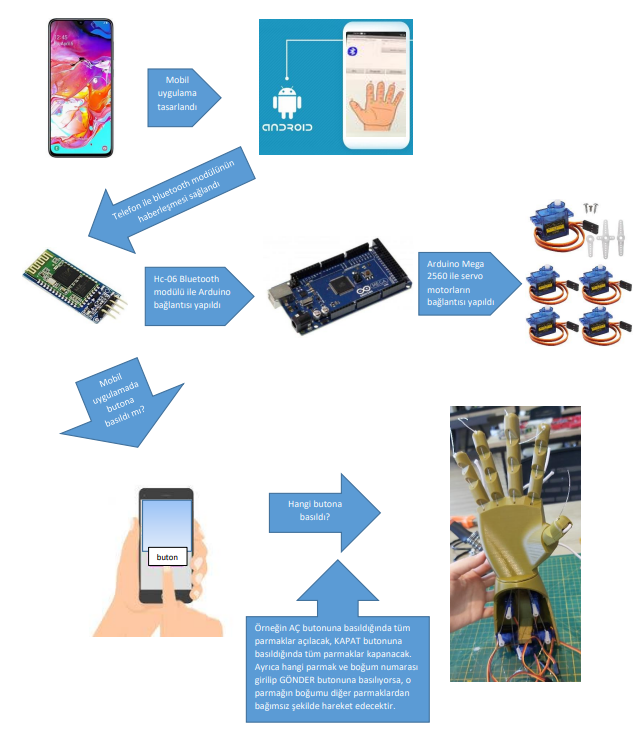 2:45
Mobil
uygulama
tasarlandı
ANDROID
Telefon ile bluetooth modülünün
haberleşmesi sağlandı
Hc-06 Bluetooth
modülü ile Arduino
bağlantısı yapıldı
Arduino Mega
2560 ile servo
motorların
bağlantısı yapıldı
Mobil
uygulamada
butona
basıldı mı?
buton
Hangi butona
basıldı?
Örneğin AÇ butonuna basıldığında tüm
parmaklar açılacak, KAPAT butonuna
basıldığında tüm parmaklar kapanacak.
Ayrıca hangi parmak ve boğum numarası
girilip GÖNDER butonuna basılıyorsa, o
parmağın boğumu diğer parmaklardan
bağımsız şekilde hareket edecektir.